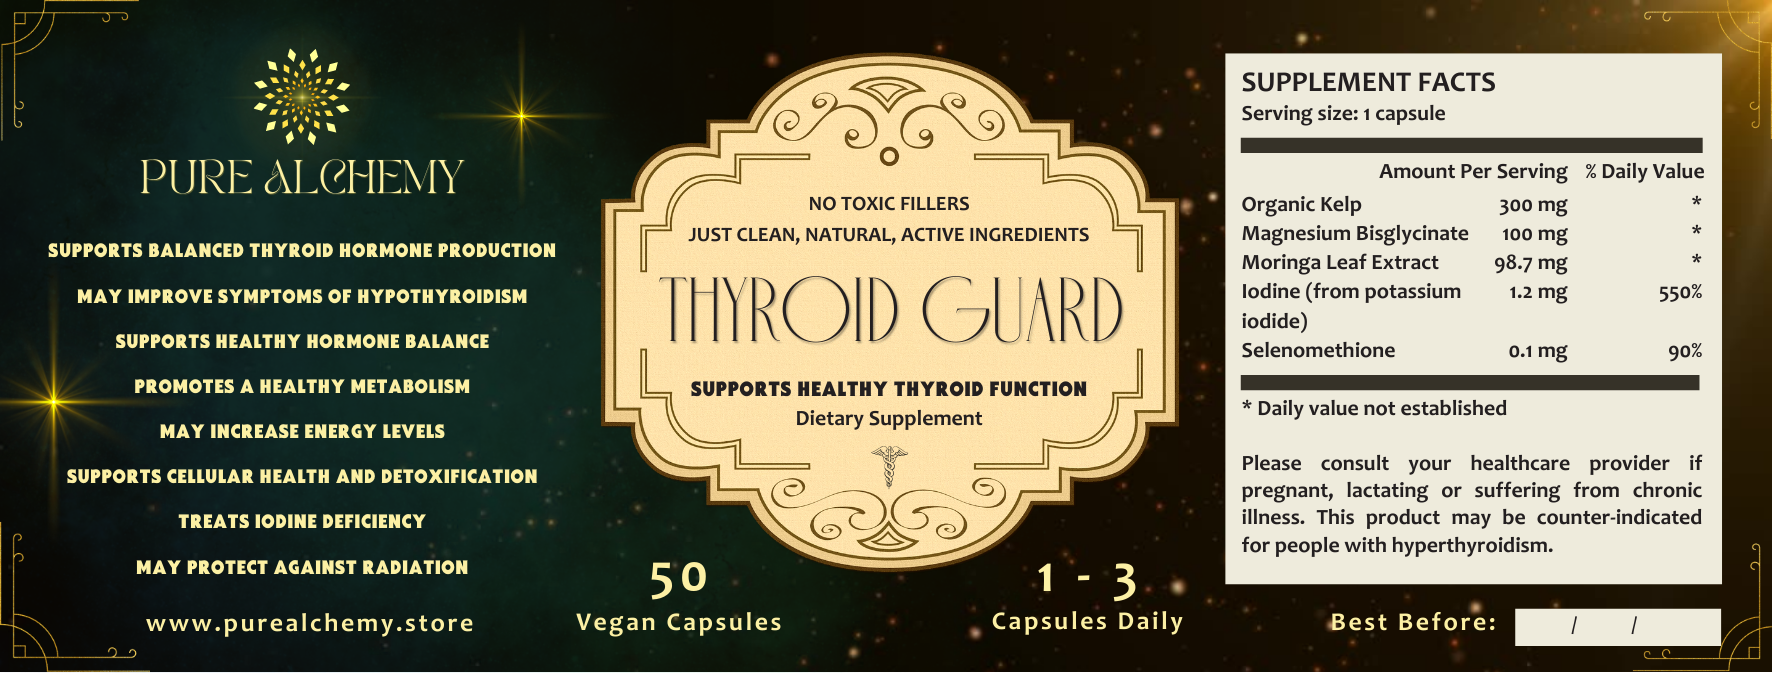 PURE ALCHEMY
SUPPORTS BALANCED THYROID HORMONE PRODUCTION
MAY IMPROVE SYMPTOMS OF HYPOTHYROIDISM
SUPPORTS HEALTHY HORMONE BALANCE
PROMOTES A HEALTHY METABOLISM
MAY INCREASE ENERGY LEVELS
SUPPORTS CELLULAR HEALTH AND DETOXIFICATION
TREATS IODINE DEFICIENCY
MAY PROTECT AGAINST RADIATION
www.purealchemy.store
NO TOXIC FILLERS
JUST CLEAN, NATURAL, ACTIVE INGREDIENTS
THYROID GUARD
SUPPORTS HEALTHY THYROID FUNCTION
Dietary Supplement
50
Vegan Capsules
1 - 3
Capsules Daily
SUPPLEMENT FACTS
Serving size: 1 capsule
Amount Per Serving % Daily Value
Organic Kelp 300 mg *
Magnesium Bisglycinate 100 mg *
Moringa Leaf Extract 98.7 mg *
Iodine (from potassium 1.2 mg 550%
iodide)
Selenomethione 0.1 mg 90%
* Daily value not established
Please consult your healthcare provider if
pregnant, lactating or suffering from chronic
illness. This product may be counter-indicated
for people with hyperthyroidism.
Best Before: / /